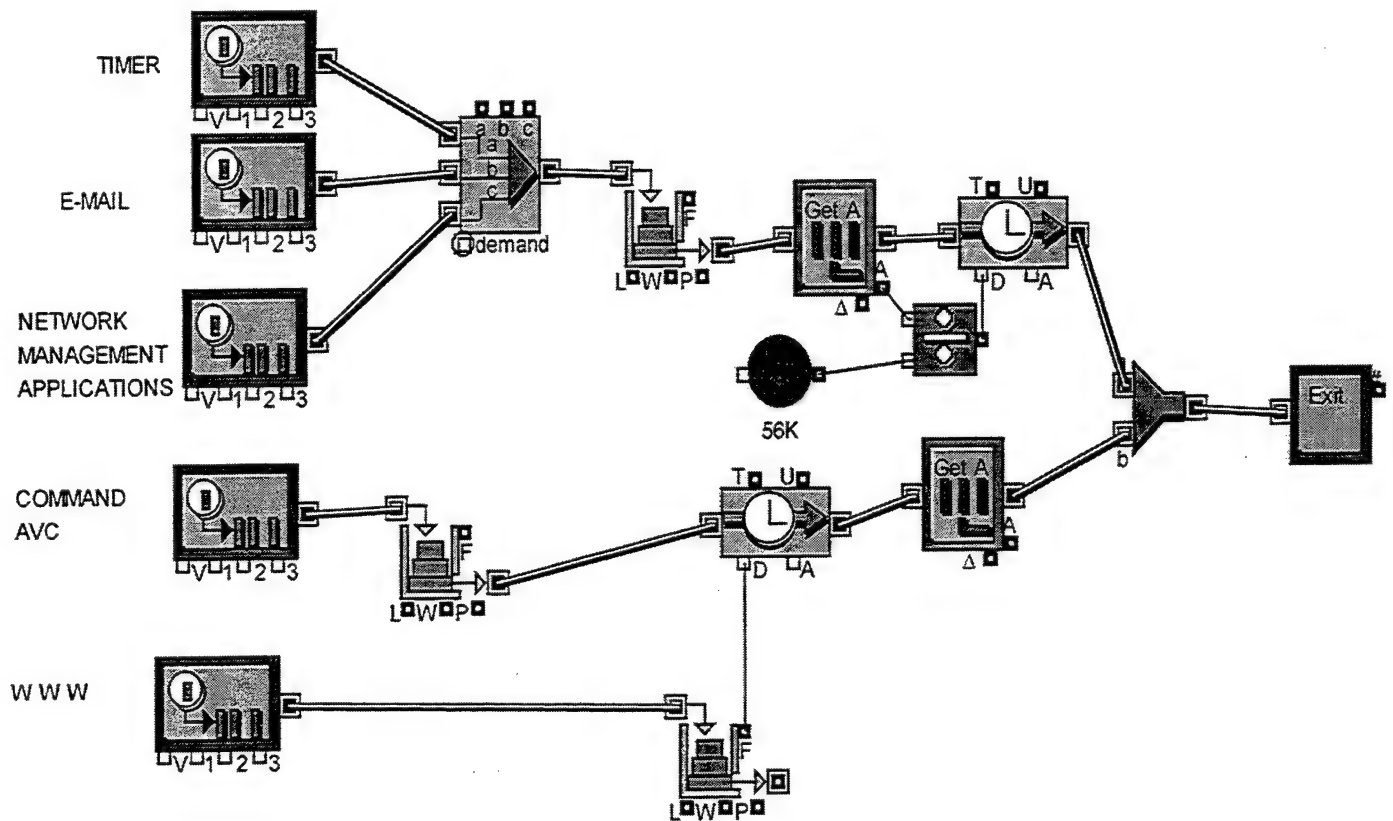 TIMER
V 1 2 3
E-MAIL
V 1 2 3
a b c
a
b
c
demand
F
L W P
Get A
A
Δ
T U
D A
NETWORK
MANAGEMENT
APPLICATIONS
V 1 2 3
56K
b
Exit
#
COMMAND
AVC
V 1 2 3
F
L W P
T U
D A
Get A
A
Δ
W W W
V 1 2 3
F
L W P